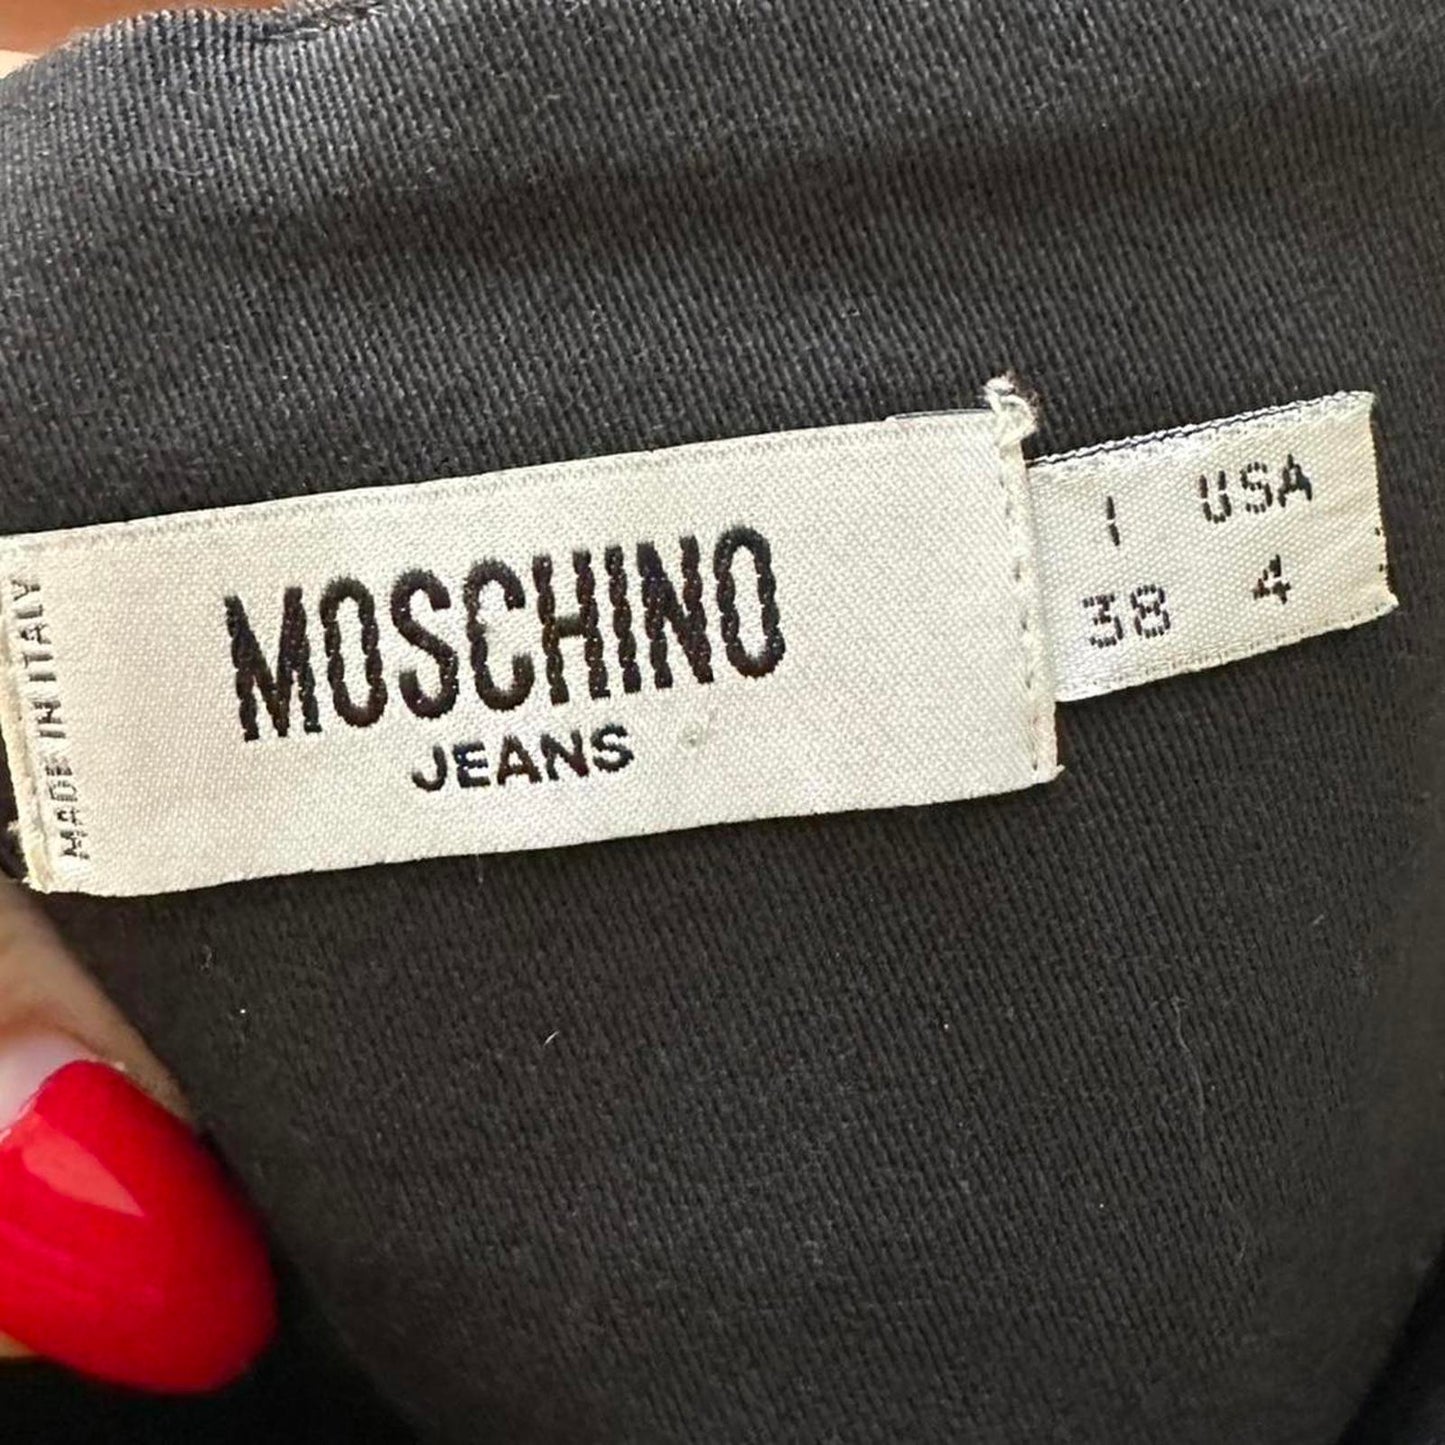 MADE IN ITALY
MOSCHINO
JEANS
I USA
38 4